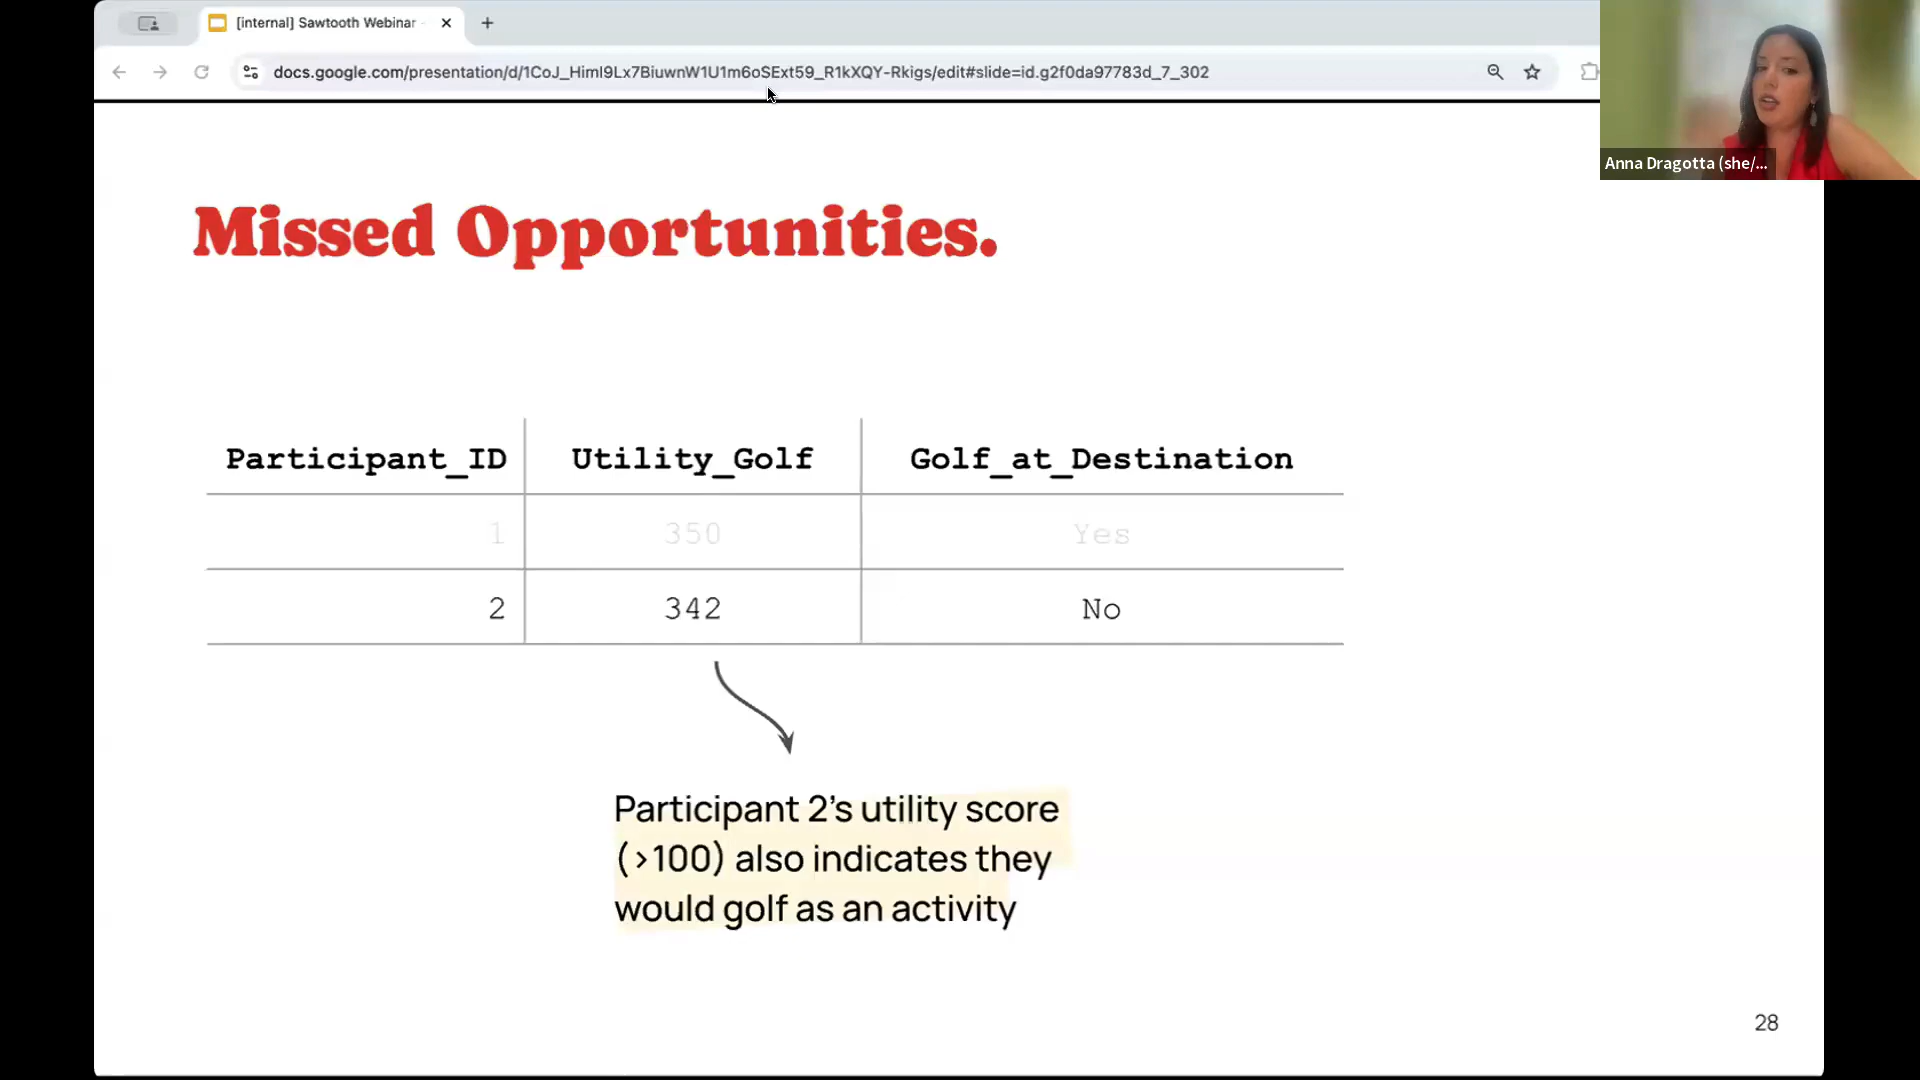 [internal] Sawtooth Webinar
docs.google.com/presentation/d/1CoJ_Himl9Lx7BiuwnW1U1m6oSExt59_R1kXQY-Rkigs/edit#slide=id.g2f0da97783d_7_302
Anna Dragotta (she/...
Missed Opportunities.
Participant_ID Utility_Golf Golf_at_Destination
1 350 Yes
2 342 No
Participant 2's utility score
(>100) also indicates they
would golf as an activity
28